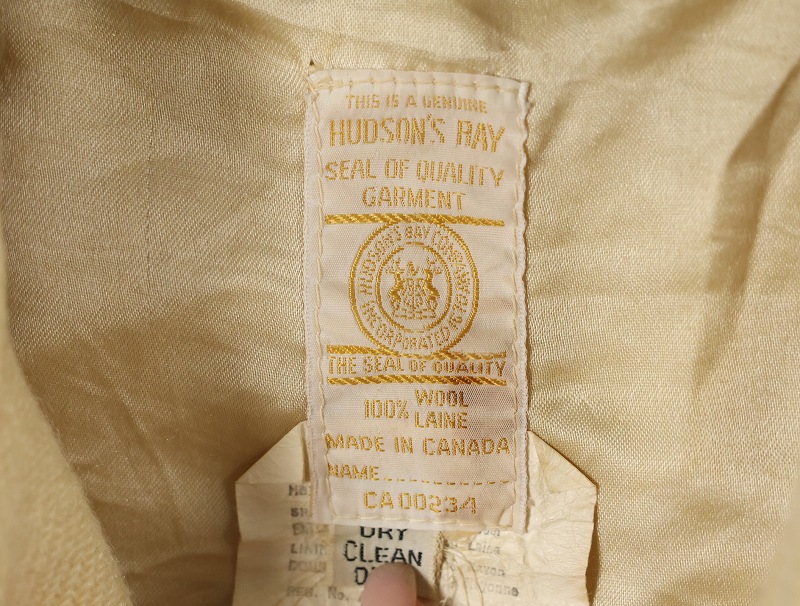 THIS IS A GENUINE
HUDSON'S BAY
SEAL OF QUALITY
GARMENT
HUDSON'S BAY COMPANY
INCORPORATED 1670
THE SEAL OF QUALITY
100% WOOL
LAINE
MADE IN CANADA
NAME
CA00234
DRY
CLEAN
Laine